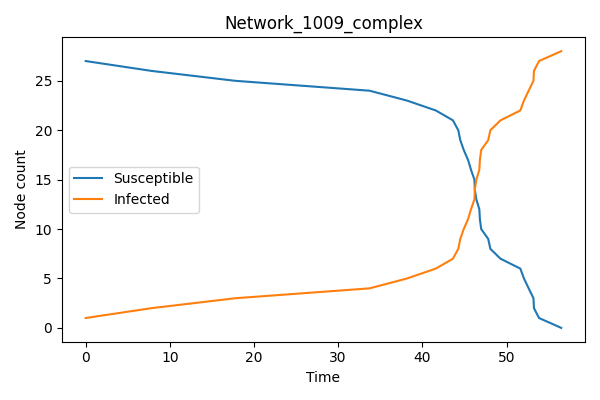 Network_1009_complex
Node count
25
20
15
10
5
0
Susceptible
Infected
0 10 20 30 40 50
Time